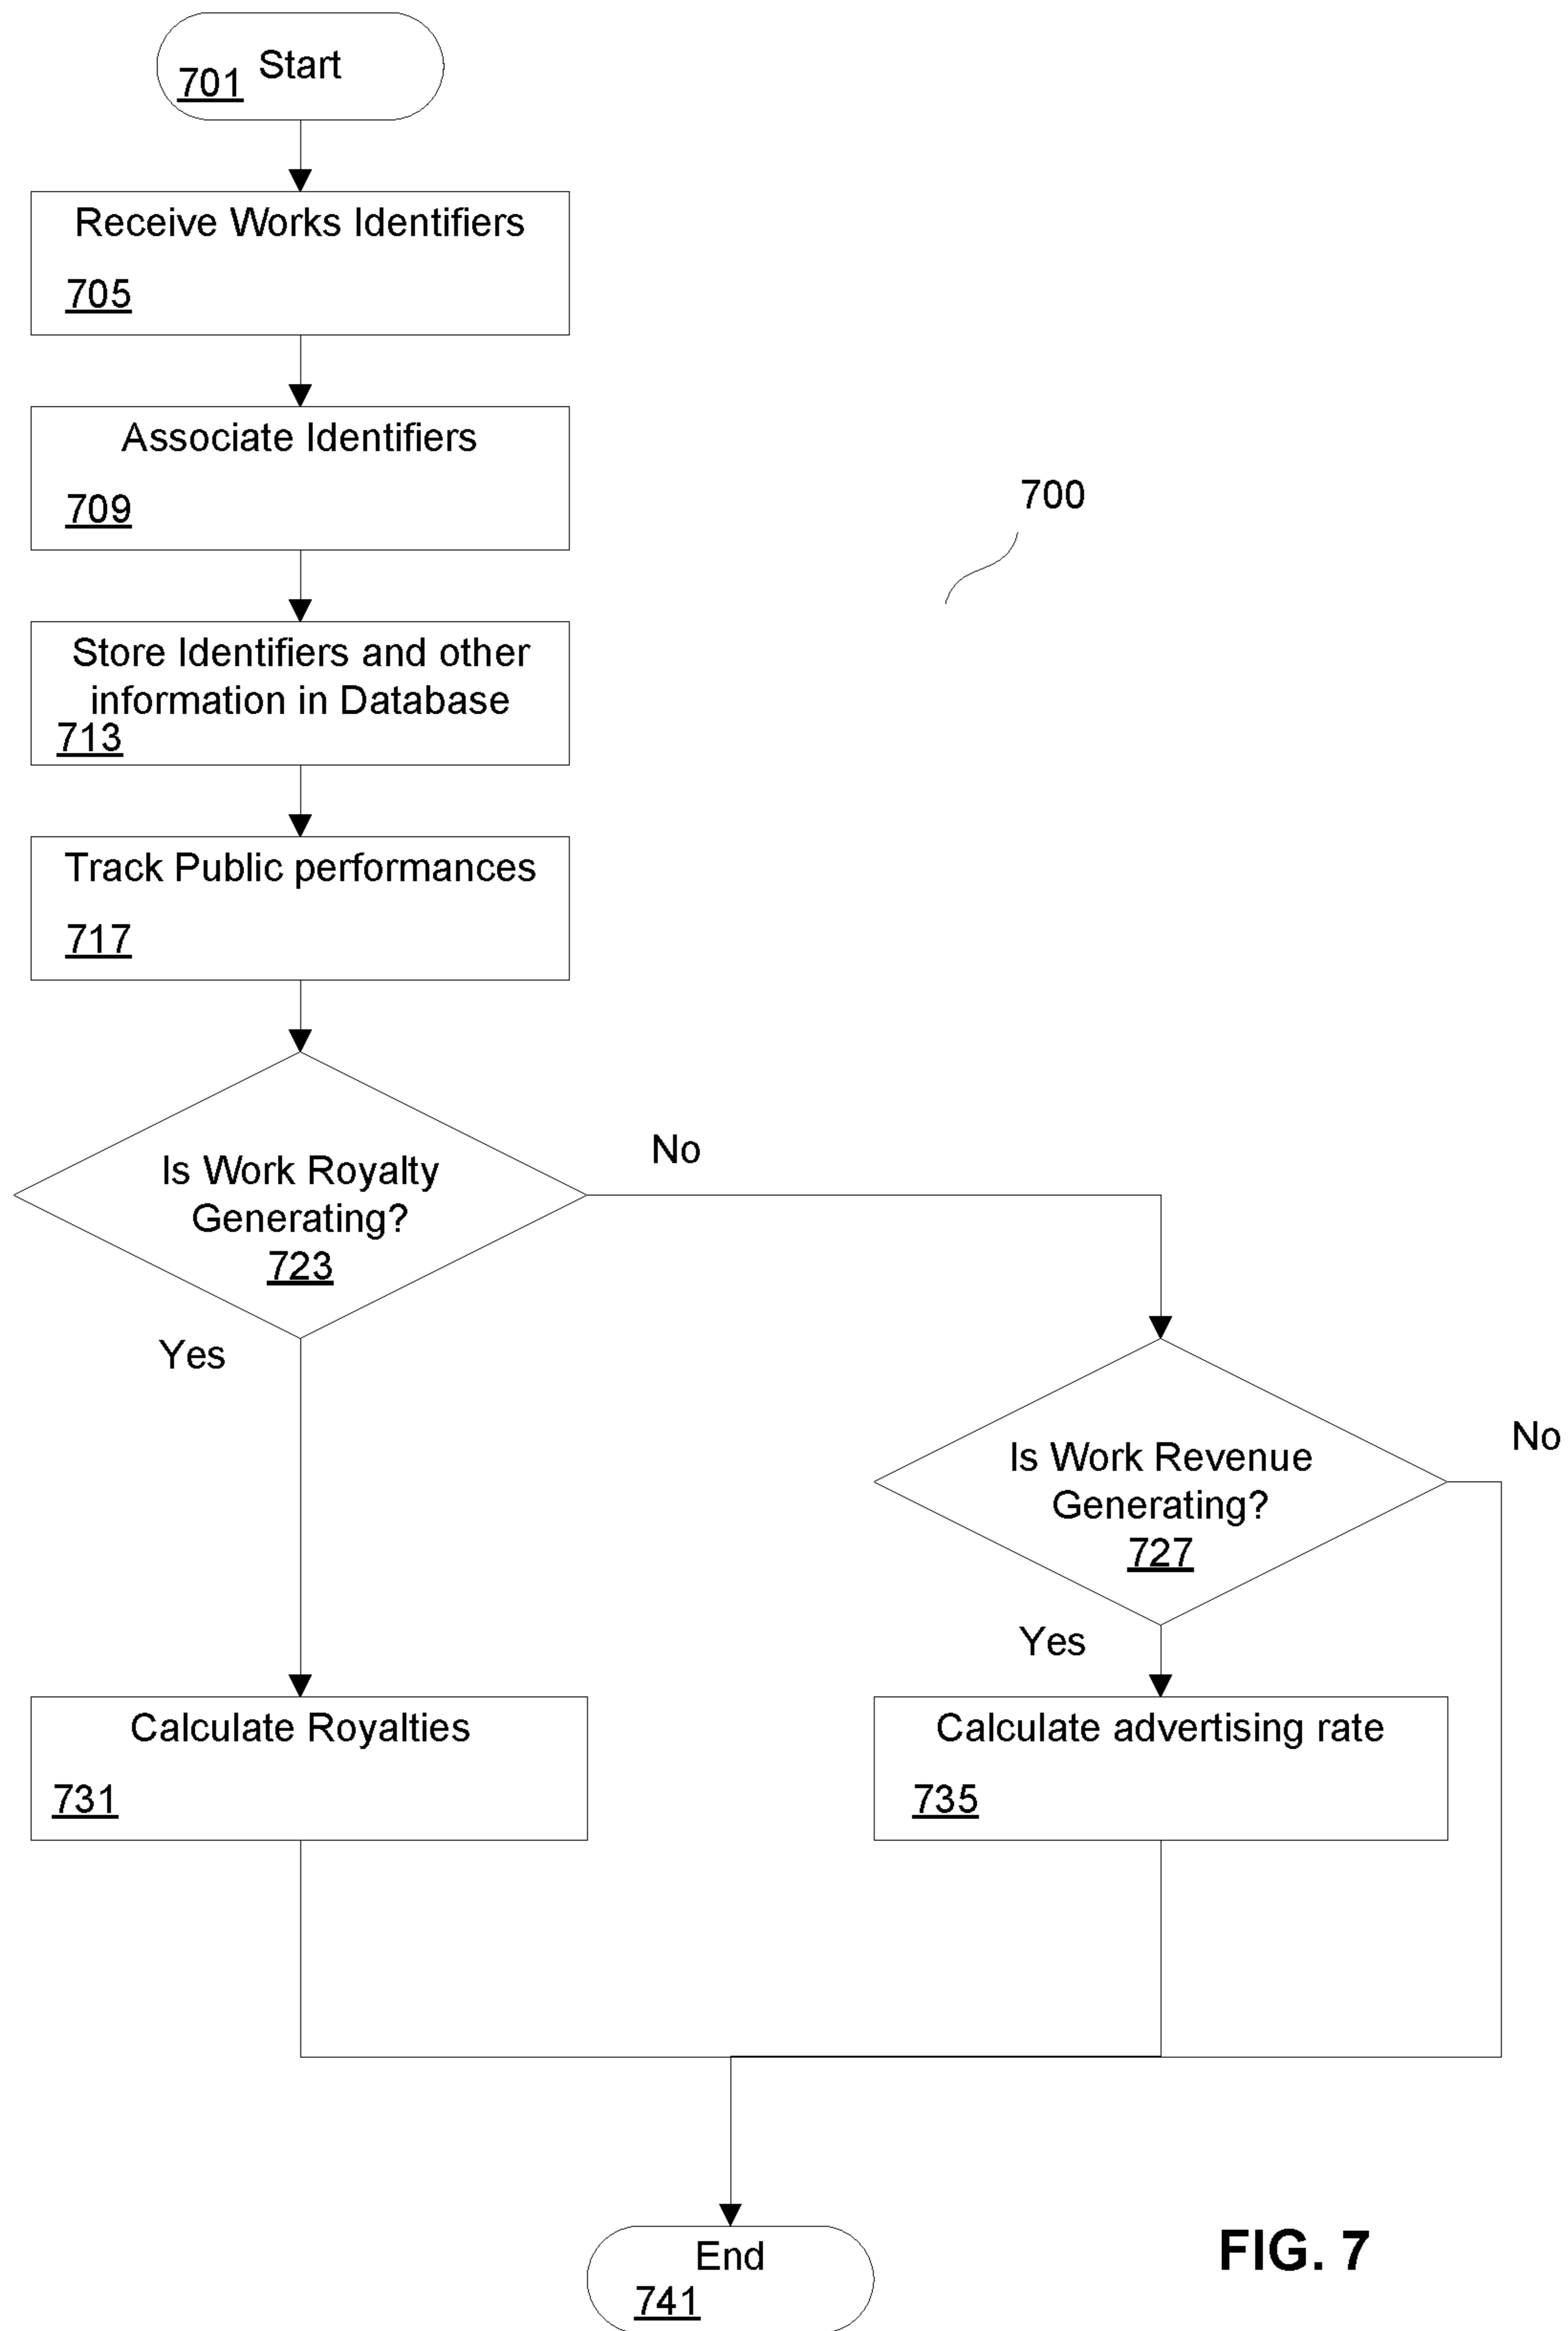 Start
701
Receive Works Identifiers
705
Associate Identifiers
709
700
Store Identifiers and other
information in Database
713
Track Public performances
717
Is Work Royalty
Generating?
723
No
Yes
Is Work Revenue
Generating?
727
No
Yes
Calculate Royalties
731
Calculate advertising rate
735
End
741
FIG. 7